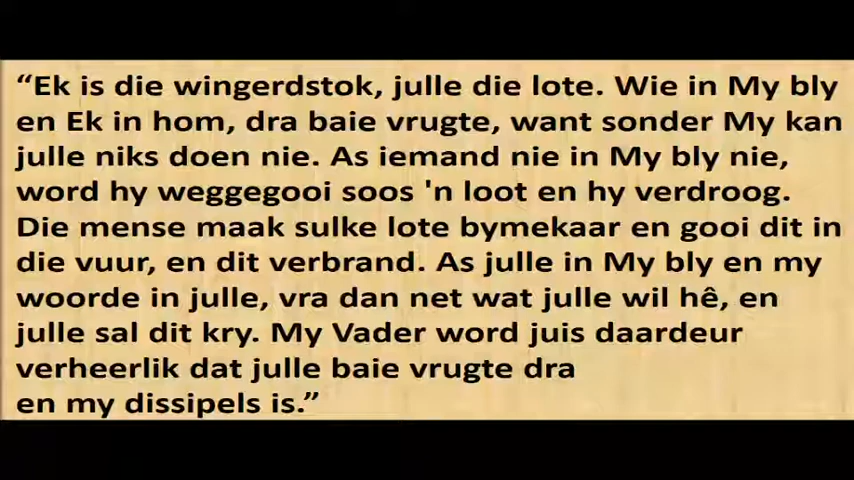 “Ek is die wingerdstok, julle die lote. Wie in My bly
en Ek in hom, dra baie vrugte, want sonder My kan
julle niks doen nie. As iemand nie in My bly nie,
word hy weggegooi soos 'n loot en hy verdroog.
Die mense maak sulke lote bymekaar en gooi dit in
die vuur, en dit verbrand. As julle in My bly en my
woorde in julle, vra dan net wat julle wil hê, en
julle sal dit kry. My Vader word juis daardeur
verheerlik dat julle baie vrugte dra
en my dissipels is.”